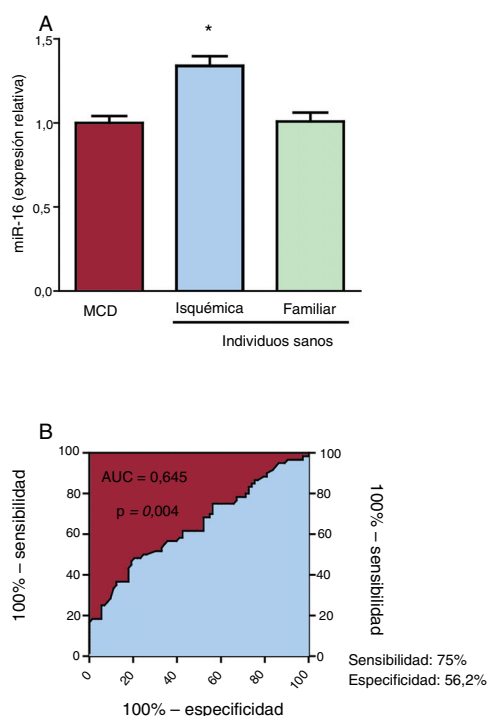 A
*
miR-16 (expresión relativa)
1,5
1,0
0,5
0,0
MCD
Isquémica
Familiar
Individuos sanos
B
100% – sensibilidad
100
80
60
40
20
0
AUC = 0,645
p = 0,004
100
80
60
40
20
0
100% – sensibilidad
0
20
40
60
80
100
100% – especificidad
Sensibilidad: 75%
Especificidad: 56,2%